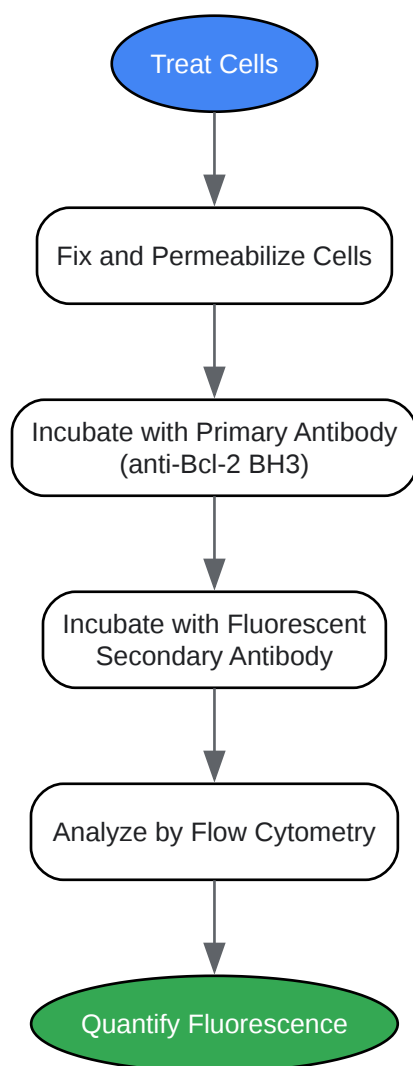 Treat Cells
Fix and Permeabilize Cells
Incubate with Primary Antibody
(anti-Bcl-2 BH3)
Incubate with Fluorescent
Secondary Antibody
Analyze by Flow Cytometry
Quantify Fluorescence